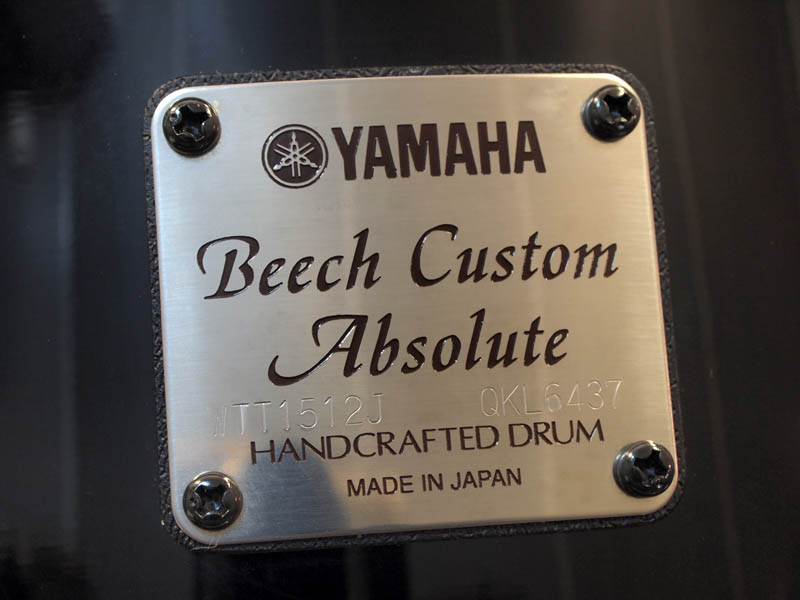 YAMAHA
Beech Custom
Absolute
WTT1512J QKL6437
HANDCRAFTED DRUM
MADE IN JAPAN